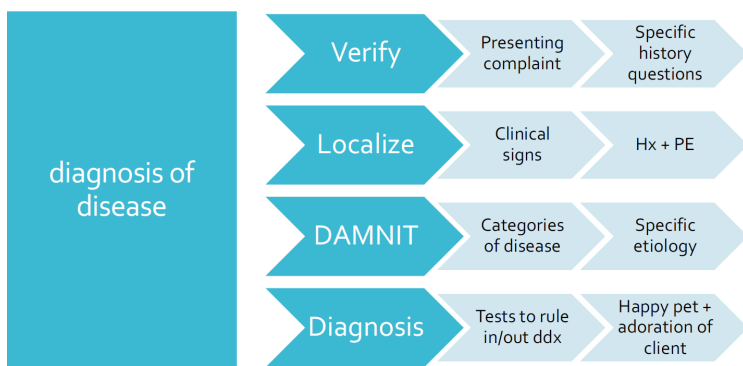 diagnosis of
disease
Verify
Presenting
complaint
Specific
history
questions
Localize
Clinical
signs
Hx + PE
DAMNIT
Categories
of disease
Specific
etiology
Diagnosis
Tests to rule
in/out ddx
Happy pet +
adoration of
client